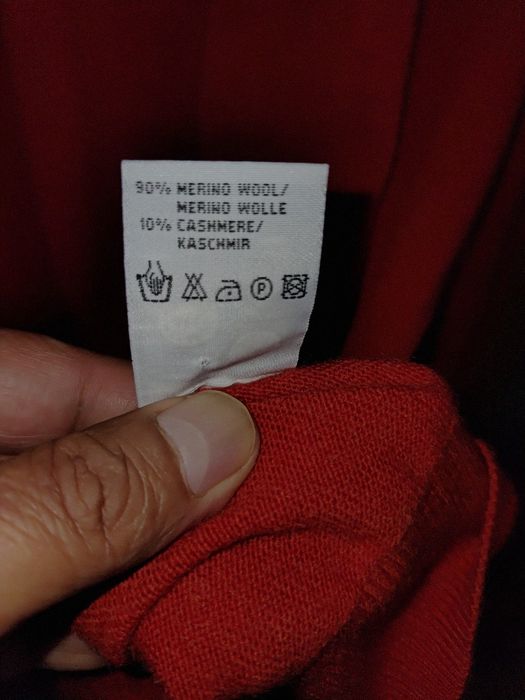 90% MERINO WOOL/
MERINO WOLLE
10% CASHMERE/
KASCHMIR
P